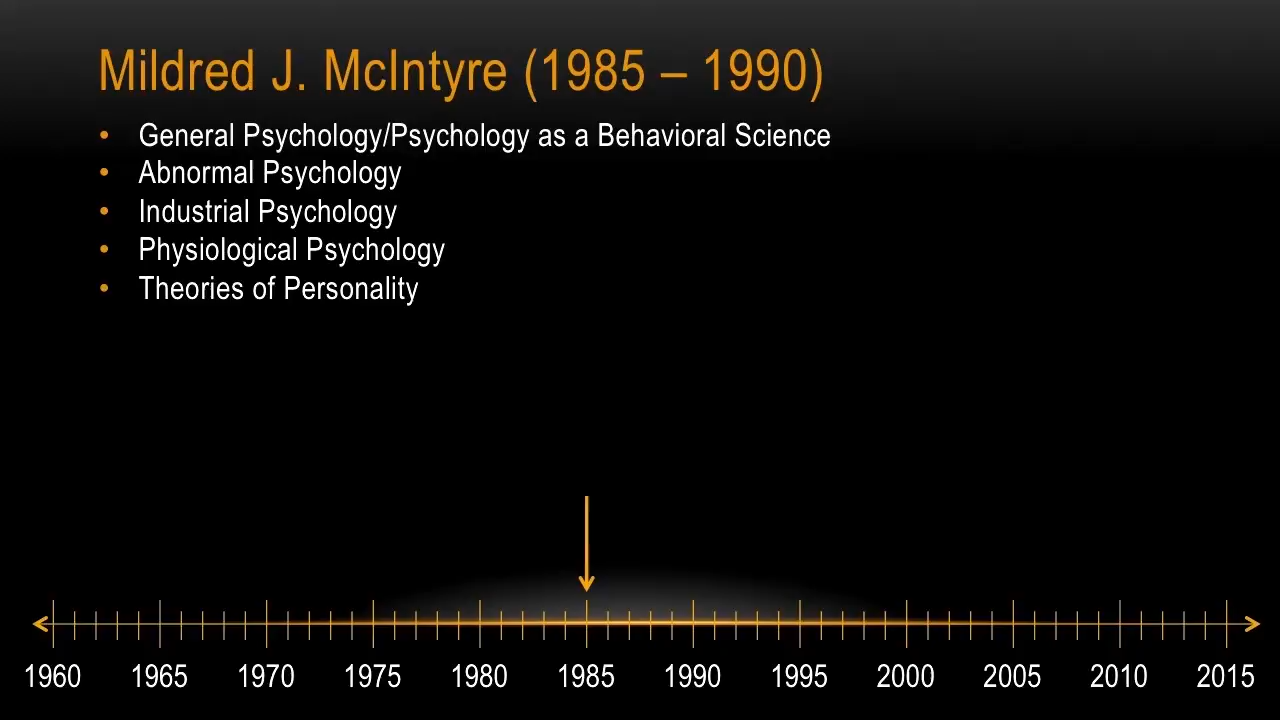 Mildred J. McIntyre (1985 – 1990)
• General Psychology/Psychology as a Behavioral Science
• Abnormal Psychology
• Industrial Psychology
• Physiological Psychology
• Theories of Personality
1960 1965 1970 1975 1980 1985 1990 1995 2000 2005 2010 2015